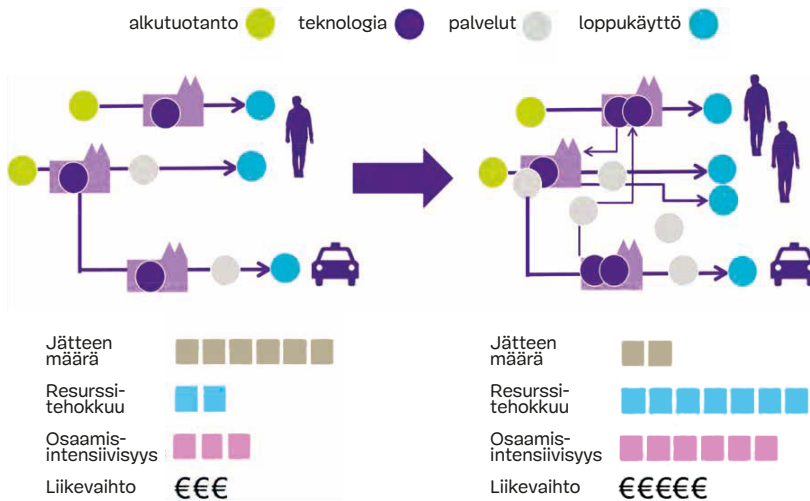 alkutuotanto teknologia palvelut loppukäyttö
Jätteen
määrä
Resurssi-
tehokkuu
Osaamis-
intensiivisyys
Liikevaihto €€€
Jätteen
määrä
Resurssi-
tehokkuu
Osaamis-
intensiivisyys
Liikevaihto €€€€€